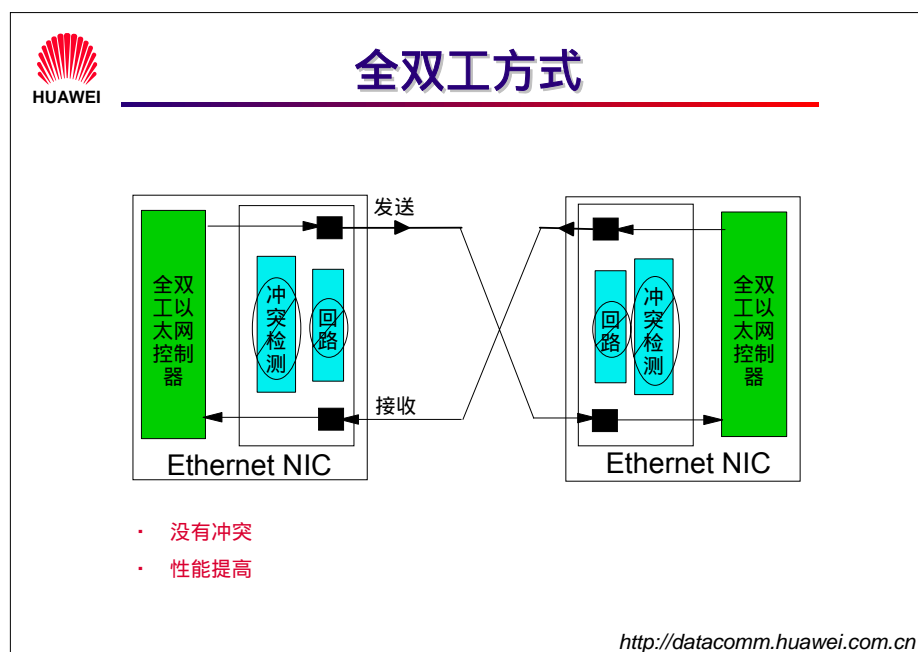 HUAWEI
全双工方式
发送
全双
工以
太网
控制
器
冲
突
检
测
回
路
接收
Ethernet NIC
回
路
冲
突
检
测
全双
工以
太网
控制
器
Ethernet NIC
· 没有冲突
· 性能提高
http://datacomm.huawei.com.cn